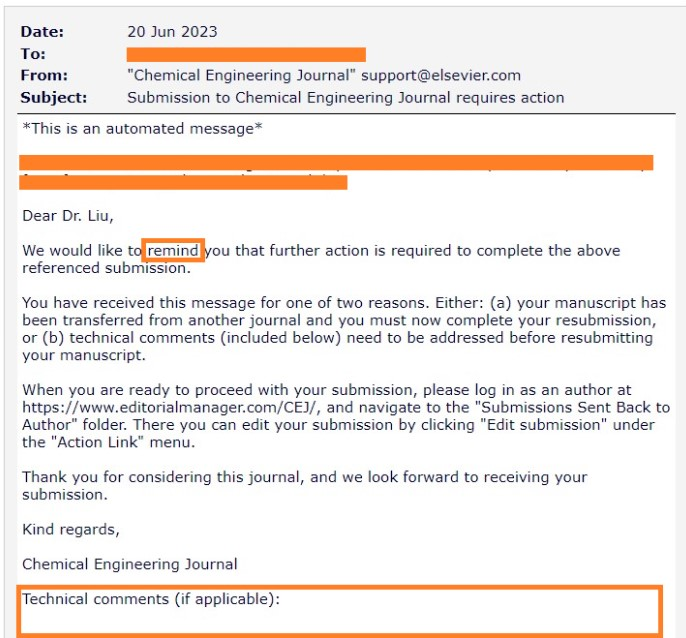 Date: 20 Jun 2023
To:
From: "Chemical Engineering Journal" support@elsevier.com
Subject: Submission to Chemical Engineering Journal requires action
*This is an automated message*
Dear Dr. Liu,
We would like to remind you that further action is required to complete the above
referenced submission.
You have received this message for one of two reasons. Either: (a) your manuscript has
been transferred from another journal and you must now complete your resubmission,
or (b) technical comments (included below) need to be addressed before resubmitting
your manuscript.
When you are ready to proceed with your submission, please log in as an author at
https://www.editorialmanager.com/CEJ/, and navigate to the "Submissions Sent Back to
Author" folder. There you can edit your submission by clicking "Edit submission" under
the "Action Link" menu.
Thank you for considering this journal, and we look forward to receiving your
submission.
Kind regards,
Chemical Engineering Journal
Technical comments (if applicable):